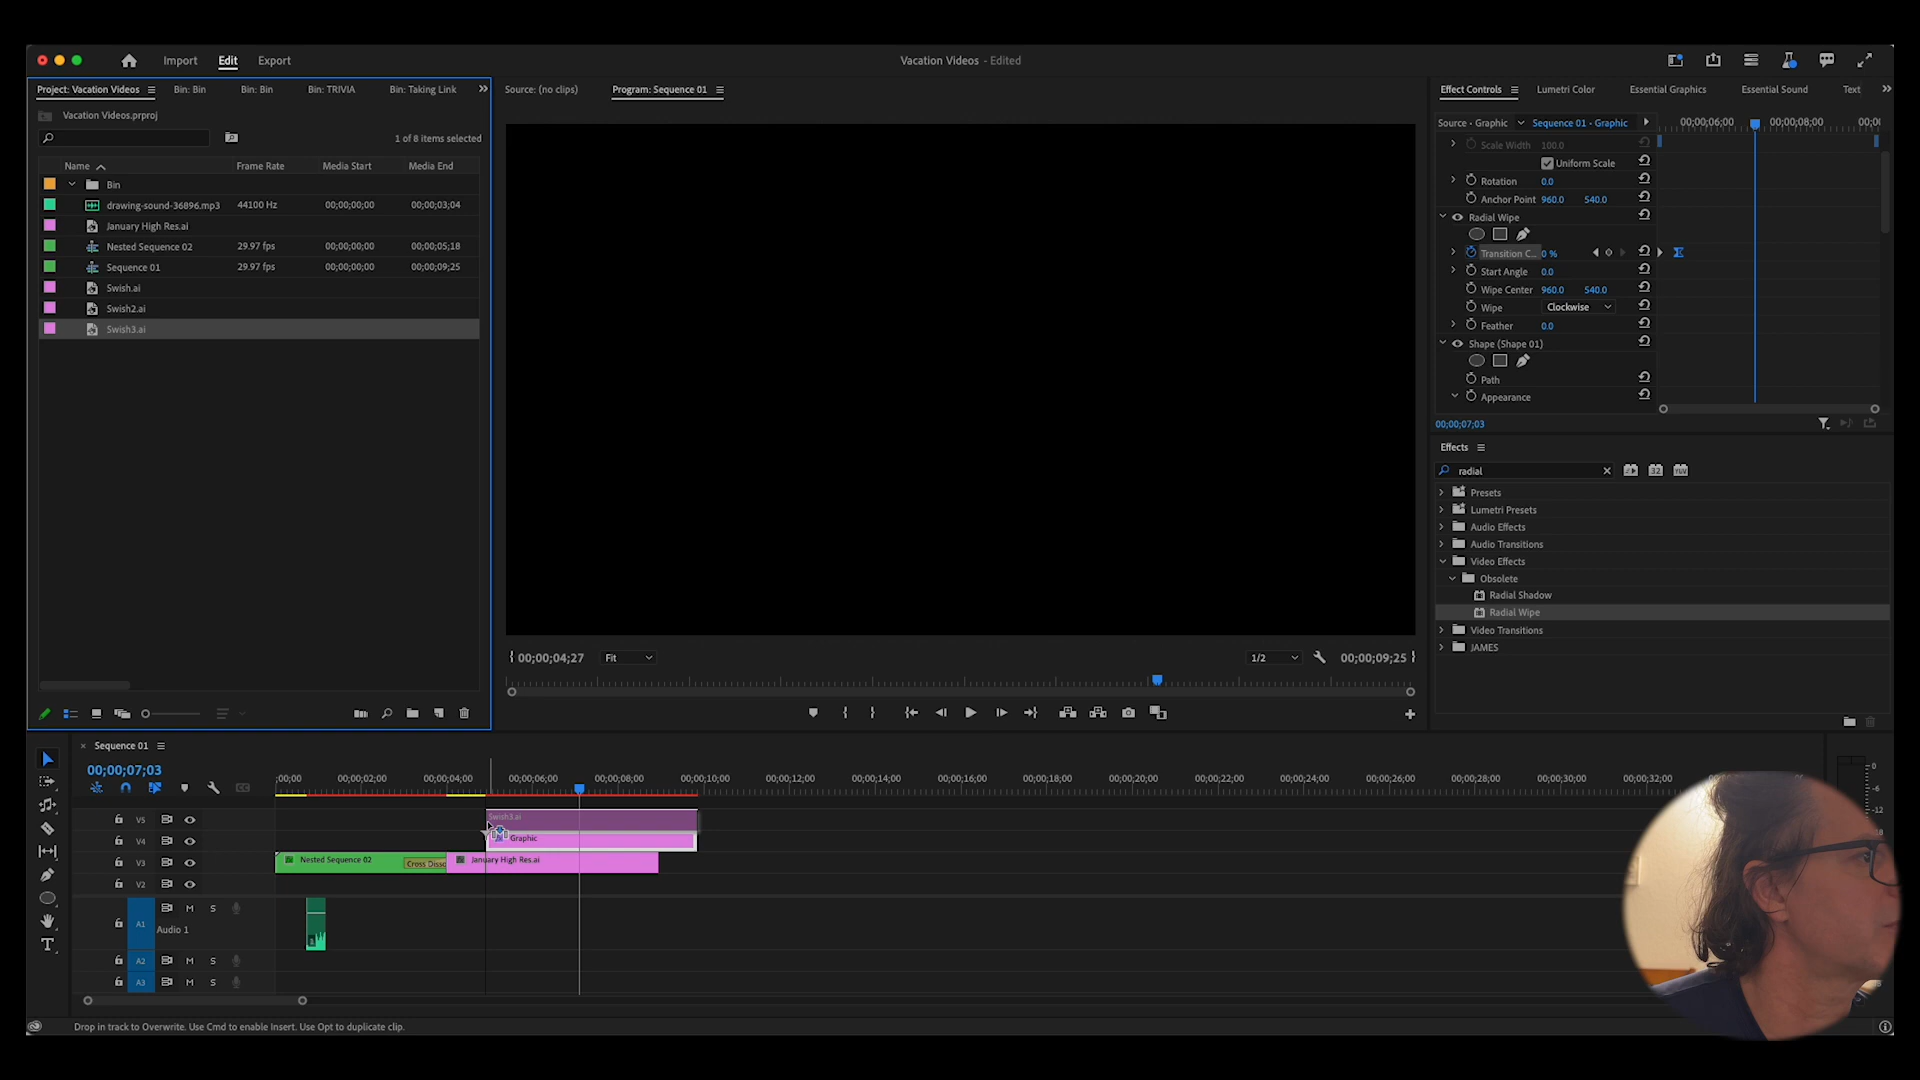 Import Edit Export
Vacation Videos - Edited
Project: Vacation Videos Bin: Bin Bin: Bin Bin: TRIVIA Bin: Taking Link
Source: (no clips) Program: Sequence 01
Effect Controls Lumetri Color Essential Graphics Essential Sound Text
Vacation Videos.prproj
1 of 8 items selected
Name Frame Rate Media Start Media End
Bin
drawing-sound-36896.mp3 44100 Hz 00;00;00;00 00;00;03;04
January High Res.ai
Nested Sequence 02 29.97 fps 00;00;00;00 00;00;05;18
Sequence 01 29.97 fps 00;00;00;00 00;00;09;25
Swish.ai
Swish2.ai
Swish3.ai
Source - Graphic Sequence 01 - Graphic 00;00;06;00 00;00;08;00 00;0(
Scale Width 100.0
Uniform Scale
Rotation 0.0
Anchor Point 960.0 540.0
Radial Wipe
Transition C... 0 %
Start Angle 0.0
Wipe Center 960.0 540.0
Wipe Clockwise
Feather 0.0
Shape (Shape 01)
Path
Appearance
00;00;07;03
Effects
radial
Presets
Lumetri Presets
Audio Effects
Audio Transitions
Video Effects
Obsolete
Radial Shadow
Radial Wipe
Video Transitions
JAMES
00;00;04;27 Fit 1/2 00;00;09;25
Sequence 01
00;00;07;03
;00;00 00;00;02;00 00;00;04;00 00;00;06;00 00;00;08;00 00;00;10;00 00;00;12;00 00;00;14;00 00;00;16;00 00;00;18;00 00;00;20;00 00;00;22;00 00;00;24;00 00;00;26;00 00;00;28;00 00;00;30;00 00;00;32;00
V5 Swish3.ai
V4 Graphic
V3 Nested Sequence 02 Cross Disso January High Res.ai
V2
A1 M S
Audio 1
A2 M S
A3 M S
0
-6
-12
Drop in track to Overwrite. Use Cmd to enable Insert. Use Opt to duplicate clip.